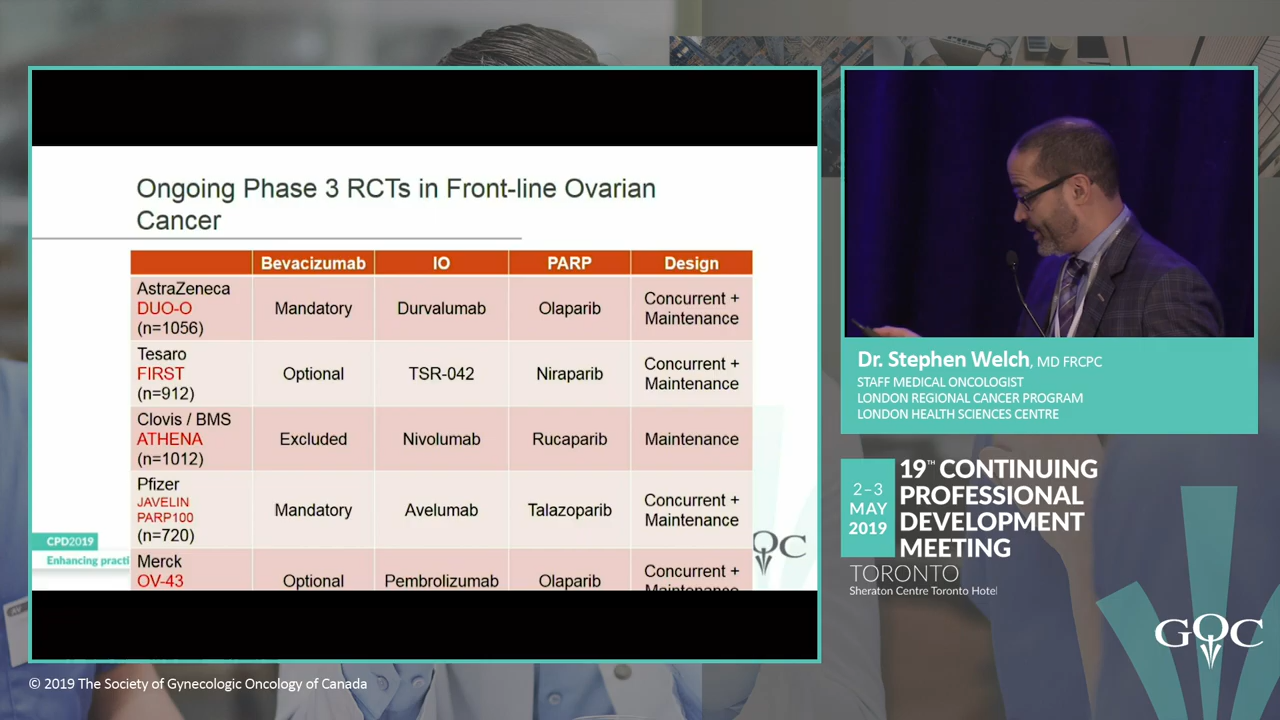 Ongoing Phase 3 RCTs in Front-line Ovarian
Cancer
Bevacizumab IO PARP Design
AstraZeneca
DUO-O
(n=1056)
Mandatory
Durvalumab
Olaparib
Concurrent +
Maintenance
Tesaro
FIRST
(n=912)
Optional
TSR-042
Niraparib
Concurrent +
Maintenance
Clovis / BMS
ATHENA
(n=1012)
Excluded
Nivolumab
Rucaparib
Maintenance
Pfizer
JAVELIN
PARP100
(n=720)
Mandatory
Avelumab
Talazoparib
Concurrent +
Maintenance
Merck
OV-43
Optional
Pembrolizumab
Olaparib
Concurrent +
Maintenance
CPD2019
Enhancing practi
OC
Dr. Stephen Welch, MD FRCPC
STAFF MEDICAL ONCOLOGIST
LONDON REGIONAL CANCER PROGRAM
LONDON HEALTH SCIENCES CENTRE
2–3
MAY
2019
19TH CONTINUING
PROFESSIONAL
DEVELOPMENT
MEETING
TORONTO
Sheraton Centre Toronto Hotel
GOC
© 2019 The Society of Gynecologic Oncology of Canada